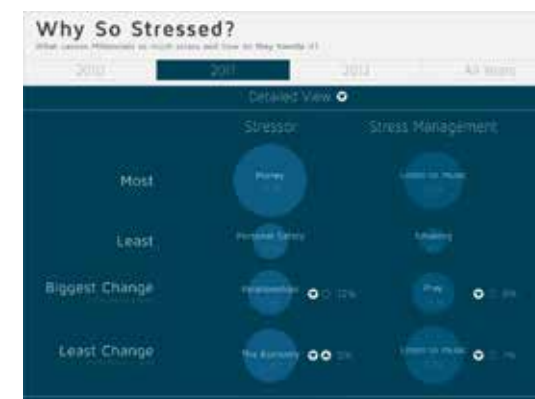 Why So Stressed?
What causes Millennials so much stress and how do they handle it?
2010 2011 2012 All Years
Detailed View
Stressor Stress Management
Most Money Listen to Music
Least Personal Safety Smoking
Biggest Change Relationships Pray
Least Change The Economy Listen to Music